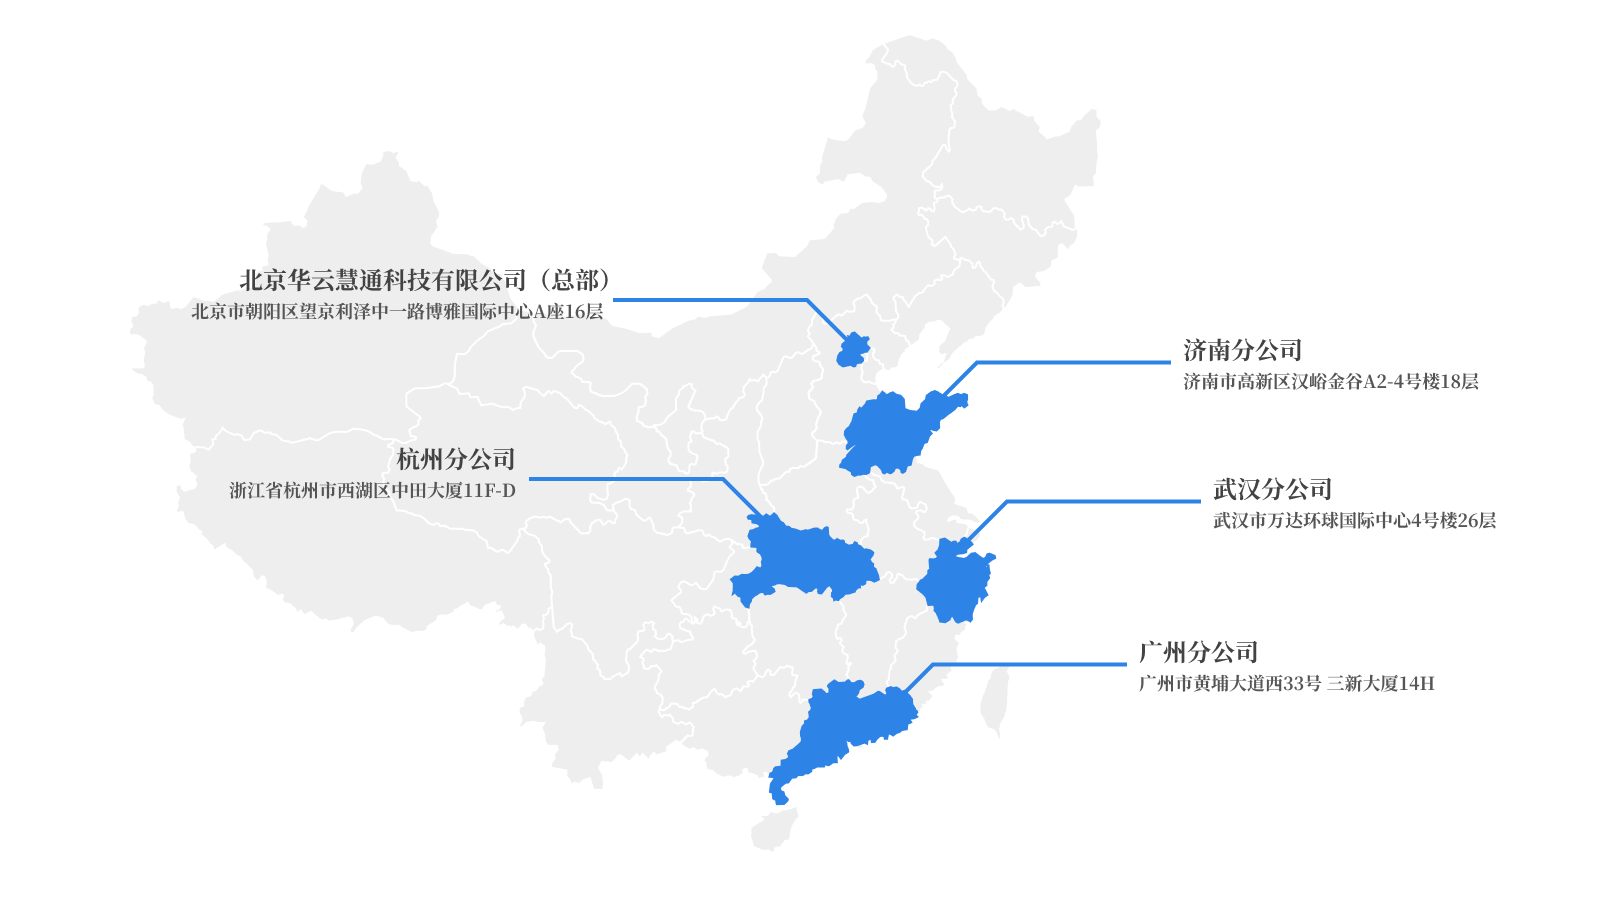 北京华云慧通科技有限公司（总部）
北京市朝阳区望京利泽中一路博雅国际中心A座16层
济南分公司
济南市高新区汉峪金谷A2-4号楼18层
杭州分公司
浙江省杭州市西湖区中田大厦11F-D
武汉分公司
武汉市万达环球国际中心4号楼26层
广州分公司
广州市黄埔大道西33号 三新大厦14H